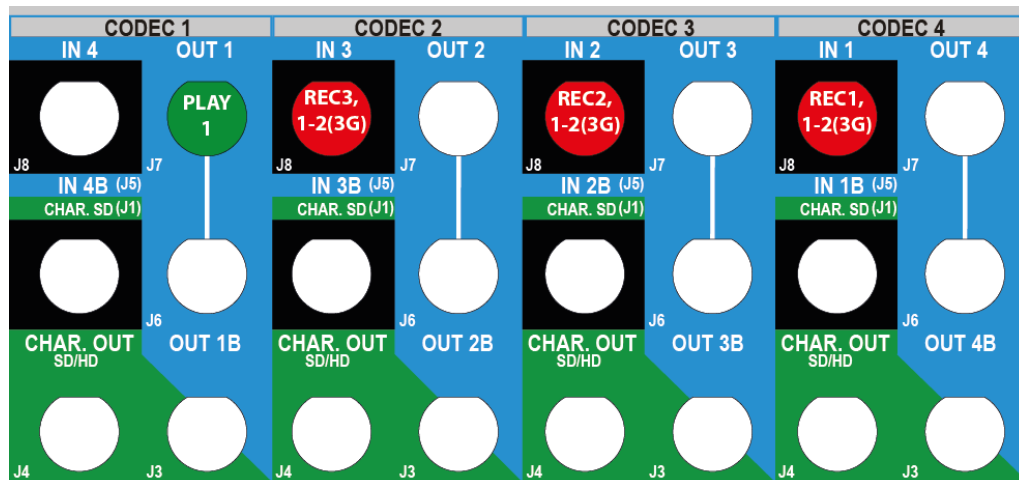 CODEC 1 CODEC 2 CODEC 3 CODEC 4
IN 4 OUT 1 IN 3 OUT 2 IN 2 OUT 3 IN 1 OUT 4
PLAY
1
REC3,
1-2(3G)
REC2,
1-2(3G)
REC1,
1-2(3G)
J8 J7 J8 J7 J8 J7 J8 J7
IN 4B (J5) IN 3B (J5) IN 2B (J5) IN 1B (J5)
CHAR. SD (J1) CHAR. SD (J1) CHAR. SD (J1) CHAR. SD (J1)
J6 J6 J6 J6
CHAR. OUT OUT 1B CHAR. OUT OUT 2B CHAR. OUT OUT 3B CHAR. OUT OUT 4B
SD/HD SD/HD SD/HD SD/HD
J4 J3 J4 J3 J4 J3 J4 J3